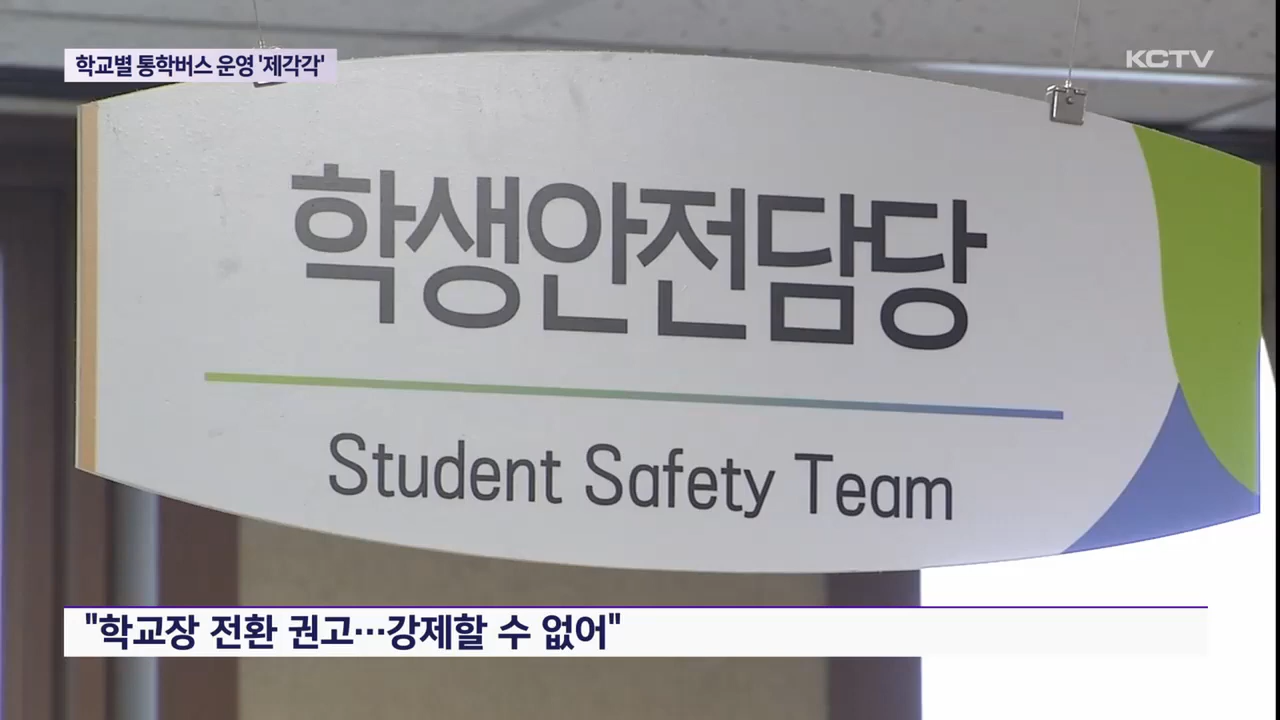 학교별 통학버스 운영 '제각각'
KCTV
학생안전담당
Student Safety Team
"학교장 전환 권고…강제할 수 없어"